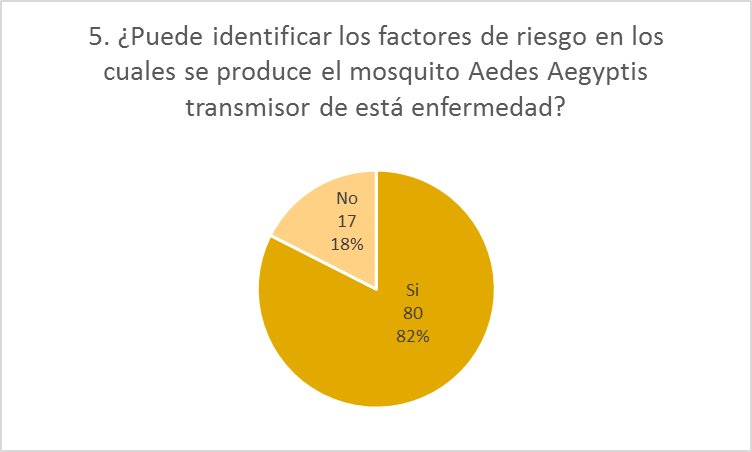 5. ¿Puede identificar los factores de riesgo en los
cuales se produce el mosquito Aedes Aegyptis
transmisor de está enfermedad?
No
17
18%
Si
80
82%